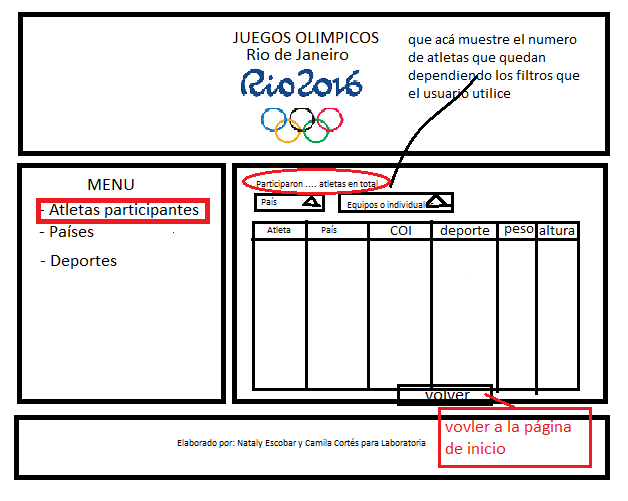 JUEGOS OLIMPICOS
Rio de Janeiro
Rio2016
que acá muestre el numero
de atletas que quedan
dependiendo los filtros que
el usuario utilice
MENU
- Atletas participantes
- Países
- Deportes
Participaron .... atletas en total
País
Equipos o individual
Atleta País COI deporte peso altura
volver
vovler a la página
de inicio
Elaborado por: Nataly Escobar y Camila Cortés para Laboratoria